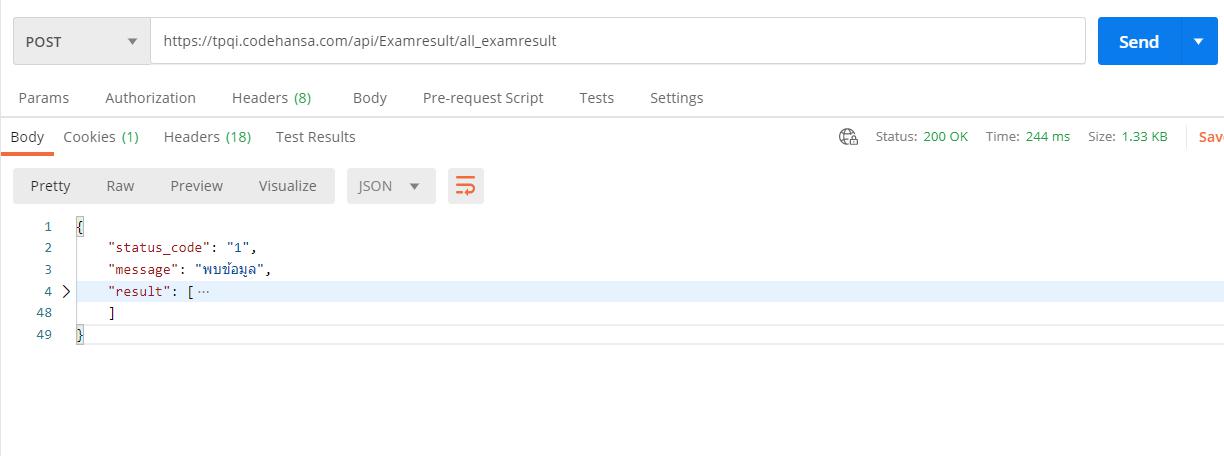 POST https://tpqi.codehansa.com/api/Examresult/all_examresult Send
Params Authorization Headers (8) Body Pre-request Script Tests Settings
Body Cookies (1) Headers (18) Test Results Status: 200 OK Time: 244 ms Size: 1.33 KB Sav
Pretty Raw Preview Visualize JSON
1 {
2 "status_code": "1",
3 "message": "พบข้อมูล",
4 "result": [ ...
48 ]
49 }